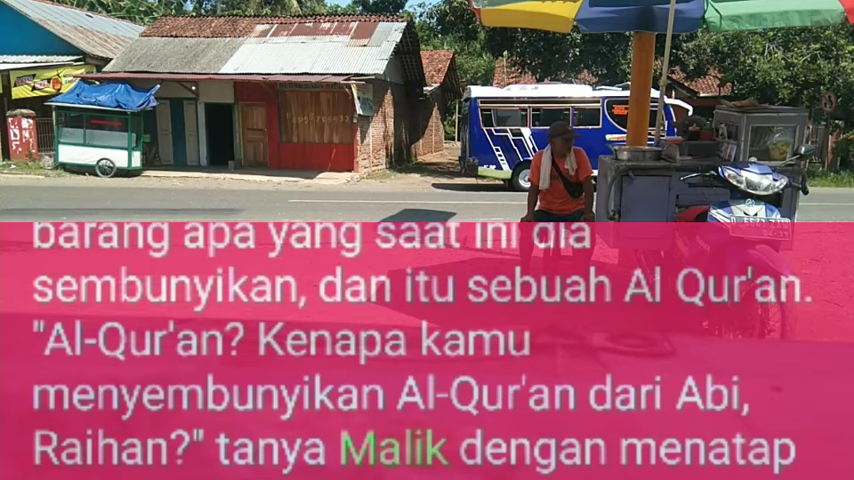 barang apa yang saat ini dia
sembunyikan, dan itu sebuah Al Qur'an.
"Al-Qur'an? Kenapa kamu
menyembunyikan Al-Qur'an dari Abi,
Raihan?" tanya Malik dengan menatap